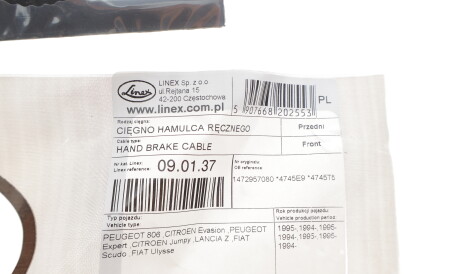 Linex
LINEX Sp. z o.o
ul.Rejtana 15
42-200 Częstochowa
www.linex.com.pl
5 907668 202553
PL
Rodzaj cięgna:
CIĘGNO HAMULCA RĘCZNEGO
Przedni
Cable type:
HAND BRAKE CABLE
Front
Nr kat. Linex:
Linex reference:
09.01.37
Nr oryginału
OE reference
1472957080 *4745E9 *4745T5
Typ pojazdu
Vehicle type
Rok produkcji pojazdu
Vehicle production period
PEUGEOT 806 ,CITROEN Evasion ,PEUGEOT
Expert ,CITROEN Jumpy ,LANCIA Z ,FIAT
Scudo ,FIAT Ulysse
1995-,1994-,1995-
1994-,1995-,1995-
1994-